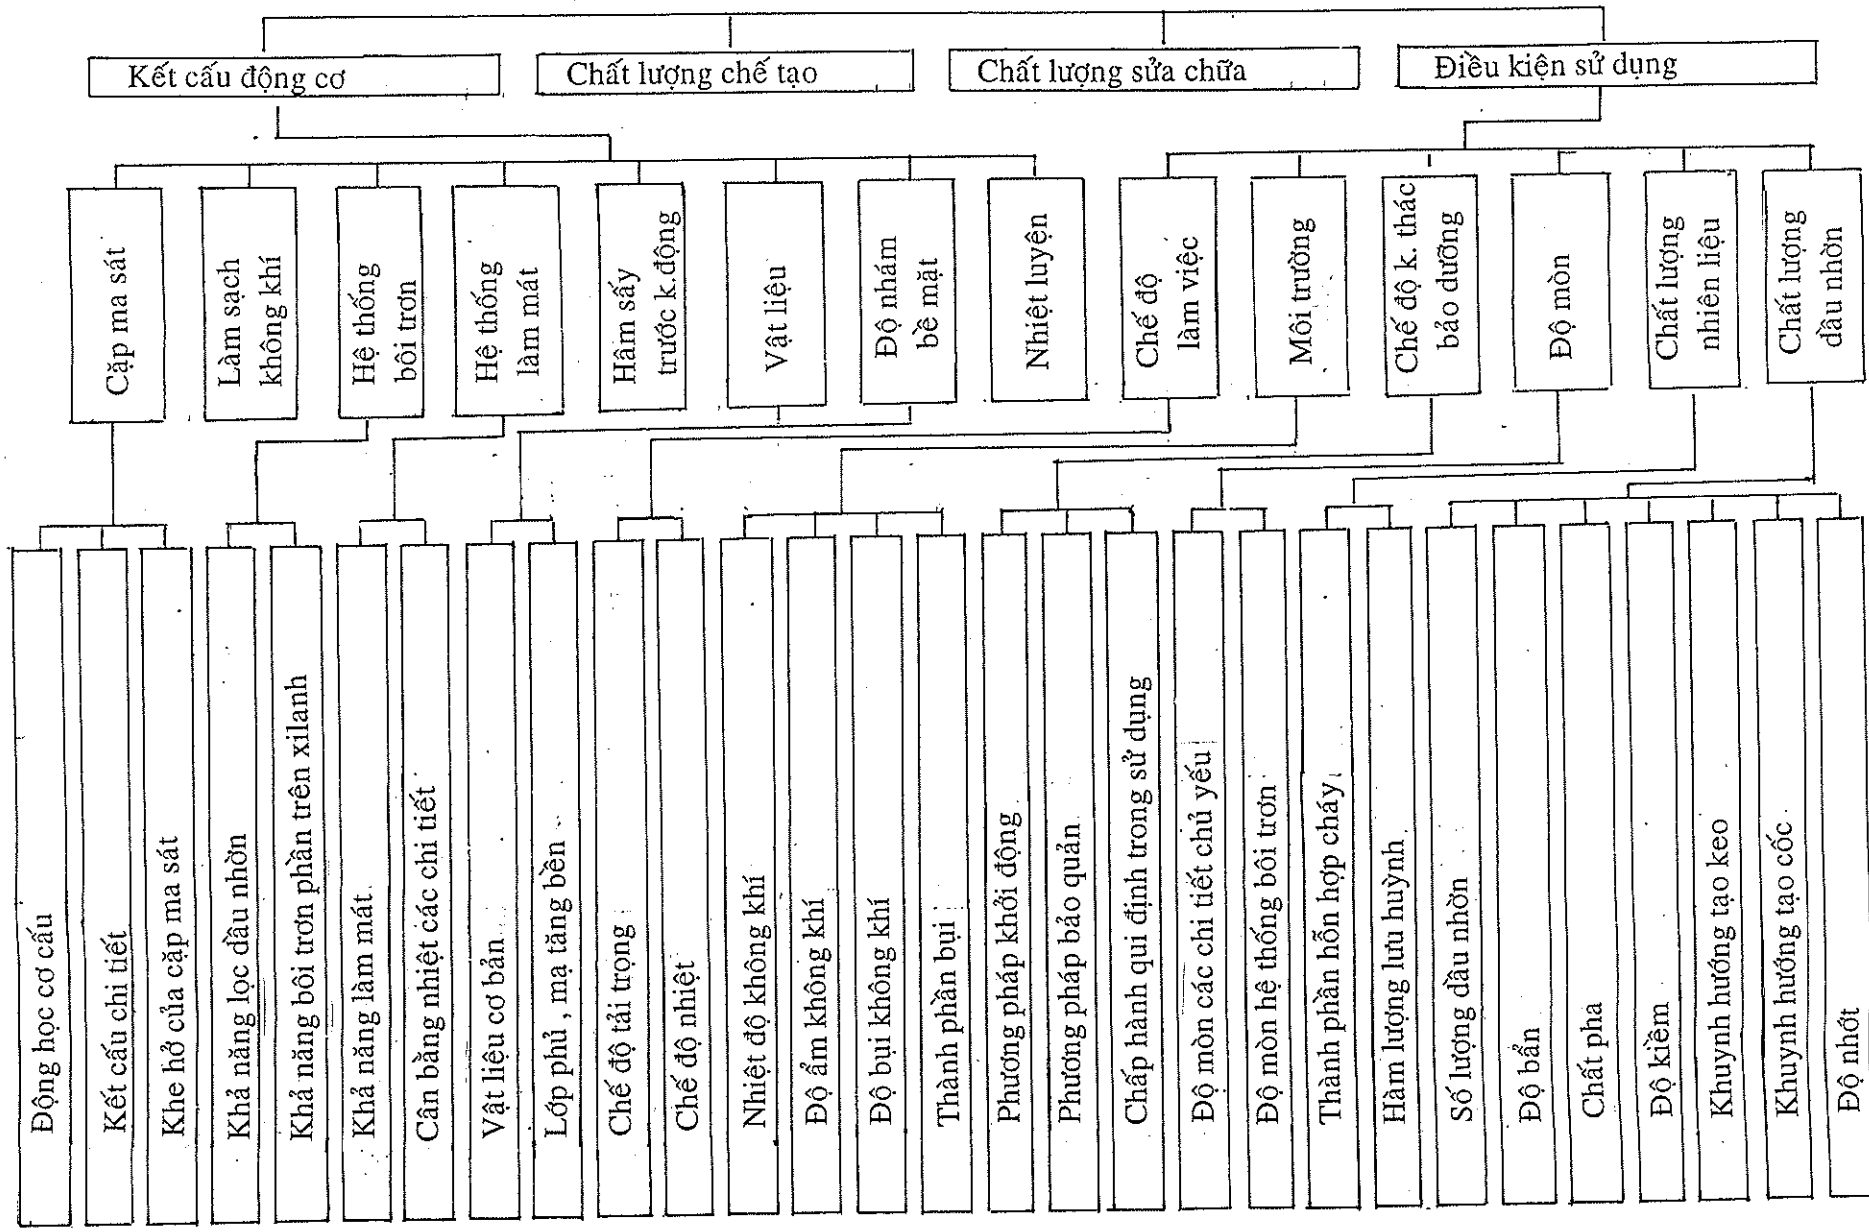 Kết cấu động cơ
Chất lượng chế tạo
Chất lượng sửa chữa
Điều kiện sử dụng
Cặp ma sát
Làm sạch
không khí
Hệ thống
bôi trơn
Hệ thống
làm mát
Hâm sấy
trước k.động
Vật liệu
Độ nhám
bề mặt
Nhiệt luyện
Chế độ
làm việc
Môi trường
Chế độ k. thác
bảo dưỡng
Độ mòn
Chất lượng
nhiên liệu
Chất lượng
dầu nhờn
Động học cơ cấu
Kết cấu chi tiết
Khe hở của cặp ma sát
Khả năng lọc dầu nhờn
Khả năng bôi trơn phần trên xilanh
Khả năng làm mát
Cân bằng nhiệt các chi tiết
Vật liệu cơ bản
Lớp phủ , mạ tăng bền
Chế độ tải trọng
Chế độ nhiệt
Nhiệt độ không khí
Độ ẩm không khí
Độ bụi không khí
Thành phần bụi
Phương pháp khởi động
Phương pháp bảo quản
Chấp hành qui định trong sử dụng
Độ mòn các chi tiết chủ yếu
Độ mòn hệ thống bôi trơn
Thành phần hỗn hợp cháy
Hàm lượng lưu huỳnh
Số lượng dầu nhờn
Độ bẩn
Chất pha
Độ kiềm
Khuynh hướng tạo keo
Khuynh hướng tạo cốc
Độ nhớt